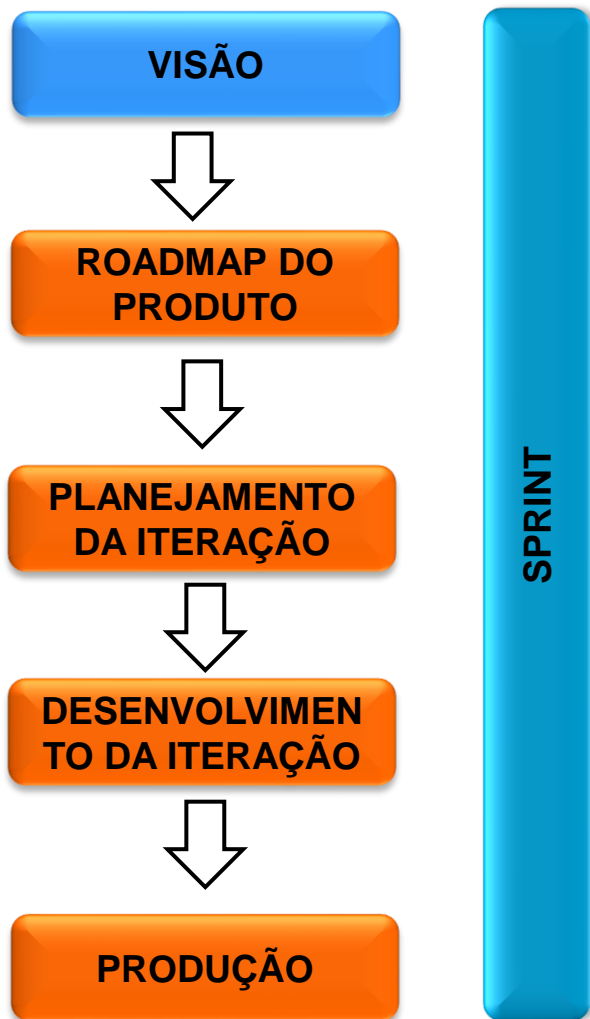 VISÃO
ROADMAP DO
PRODUTO
PLANEJAMENTO
DA ITERAÇÃO
DESENVOLVIMEN
TO DA ITERAÇÃO
PRODUÇÃO
SPRINT